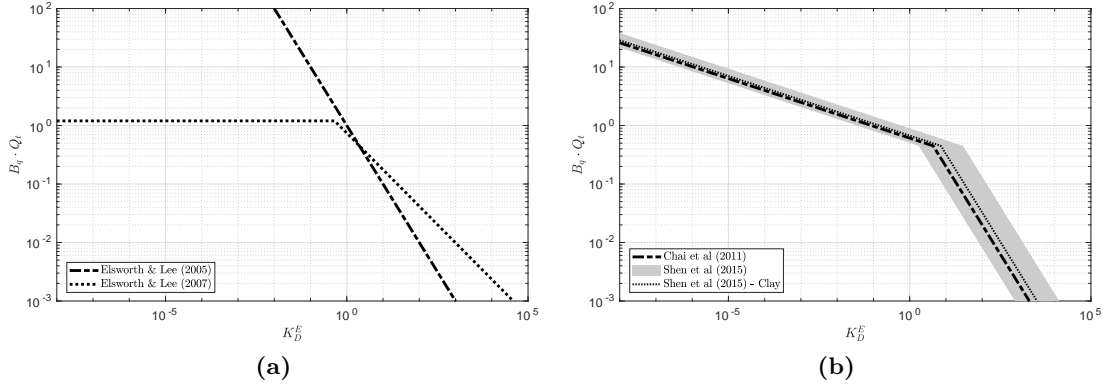 10^2
10^1
10^0
10^-1
10^-2
10^-3
B_q · Q_t
10^-5
10^0
10^5
K_D^E
Elsworth & Lee (2005)
Elsworth & Lee (2007)
(a)
10^2
10^1
10^0
10^-1
10^-2
10^-3
B_q · Q_t
10^-5
10^0
10^5
K_D^E
Chai et al (2011)
Shen et al (2015)
Shen et al (2015) - Clay
(b)